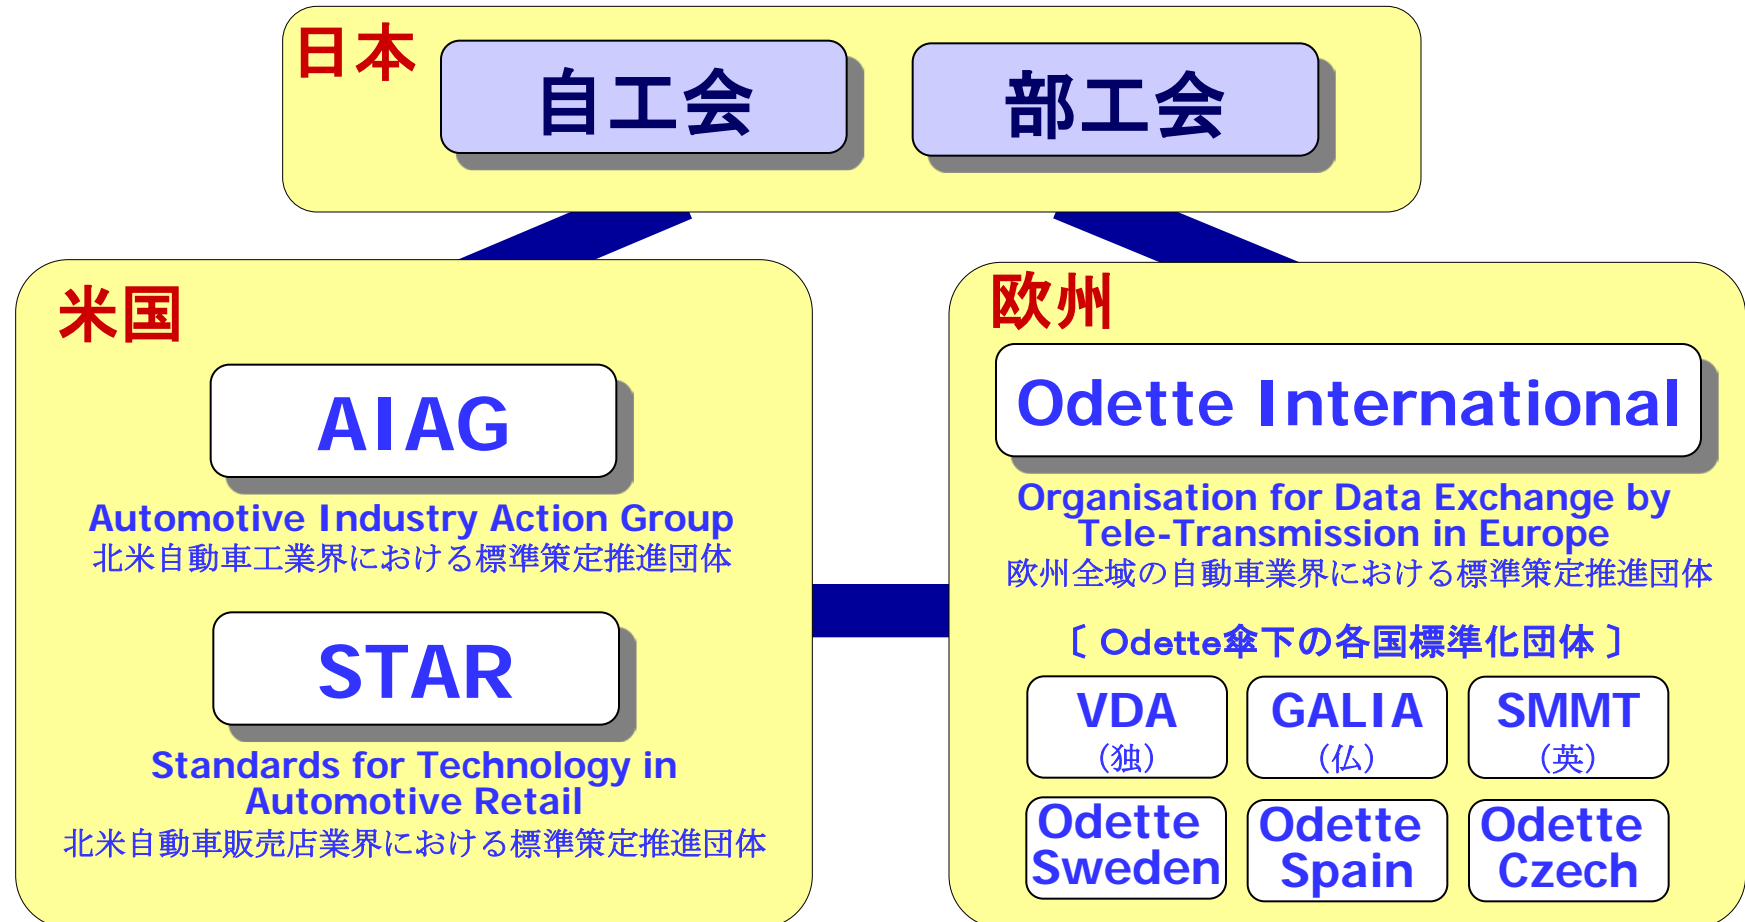 日本
自工会
部工会
米国
AIAG
Automotive Industry Action Group
北米自動車工業界における標準策定推進団体
STAR
Standards for Technology in
Automotive Retail
北米自動車販売店業界における標準策定推進団体
欧州
Odette International
Organisation for Data Exchange by
Tele-Transmission in Europe
欧州全域の自動車業界における標準策定推進団体
〔 Odette傘下の各国標準化団体 〕
VDA
（独）
GALIA
（仏）
SMMT
（英）
Odette
Sweden
Odette
Spain
Odette
Czech